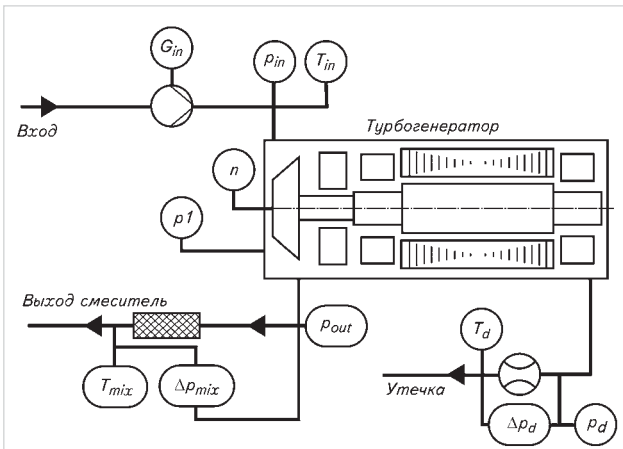 G_in
p_in
T_in
Вход
Турбогенератор
n
p1
Выход смеситель
p_out
T_mix
Δp_mix
T_d
Утечка
Δp_d
p_d